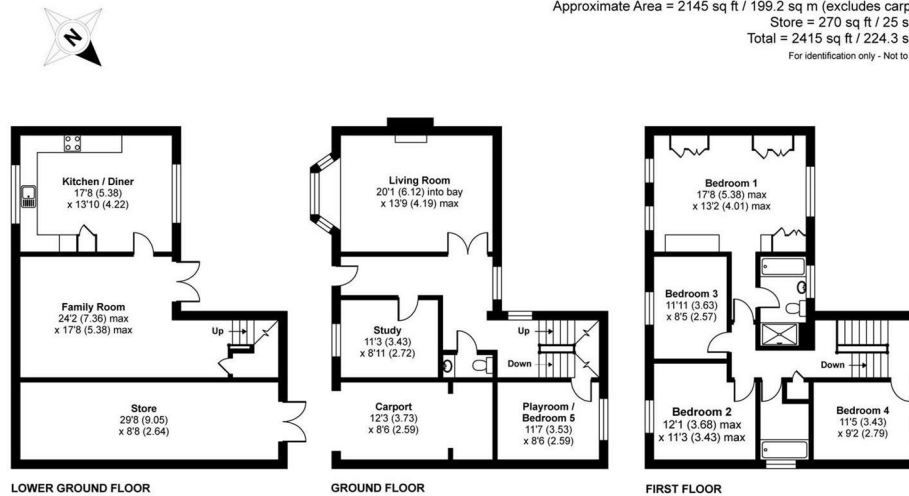 Approximate Area = 2145 sq ft / 199.2 sq m (excludes carp
Store = 270 sq ft / 25 s
Total = 2415 sq ft / 224.3 s
For identification only - Not to
N
Kitchen / Diner
17'8 (5.38)
x 13'10 (4.22)
Family Room
24'2 (7.36) max
x 17'8 (5.38) max
Up
Store
29'8 (9.05)
x 8'8 (2.64)
LOWER GROUND FLOOR
Living Room
20'1 (6.12) into bay
x 13'9 (4.19) max
Study
11'3 (3.43)
x 8'11 (2.72)
Up
Down
Carport
12'3 (3.73)
x 8'6 (2.59)
Playroom /
Bedroom 5
11'7 (3.53)
x 8'6 (2.59)
GROUND FLOOR
Bedroom 1
17'8 (5.38) max
x 13'2 (4.01) max
Bedroom 3
11'11 (3.63)
x 8'5 (2.57)
Down
Bedroom 2
12'1 (3.68) max
x 11'3 (3.43) max
Bedroom 4
11'5 (3.43)
x 9'2 (2.79)
FIRST FLOOR